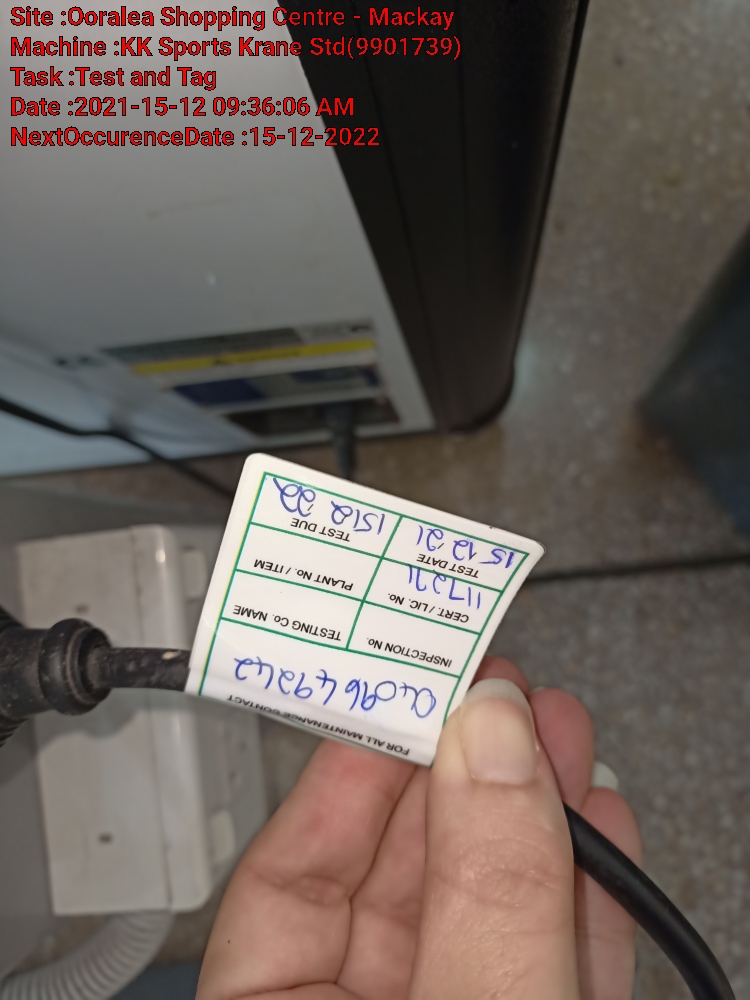 Site :Ooralea Shopping Centre - Mackay
Machine :KK Sports Krane Std(9901739)
Task :Test and Tag
Date :2021-15-12 09:36:06 AM
NextOccurenceDate :15-12-2022
FOR ALL MAINTENANCE CONTACT
0409649242
INSPECTION No. TESTING Co. NAME
CERT. / LIC. No. PLANT No. / ITEM
117221
TEST DATE TEST DUE
15 12 21 15 12 22